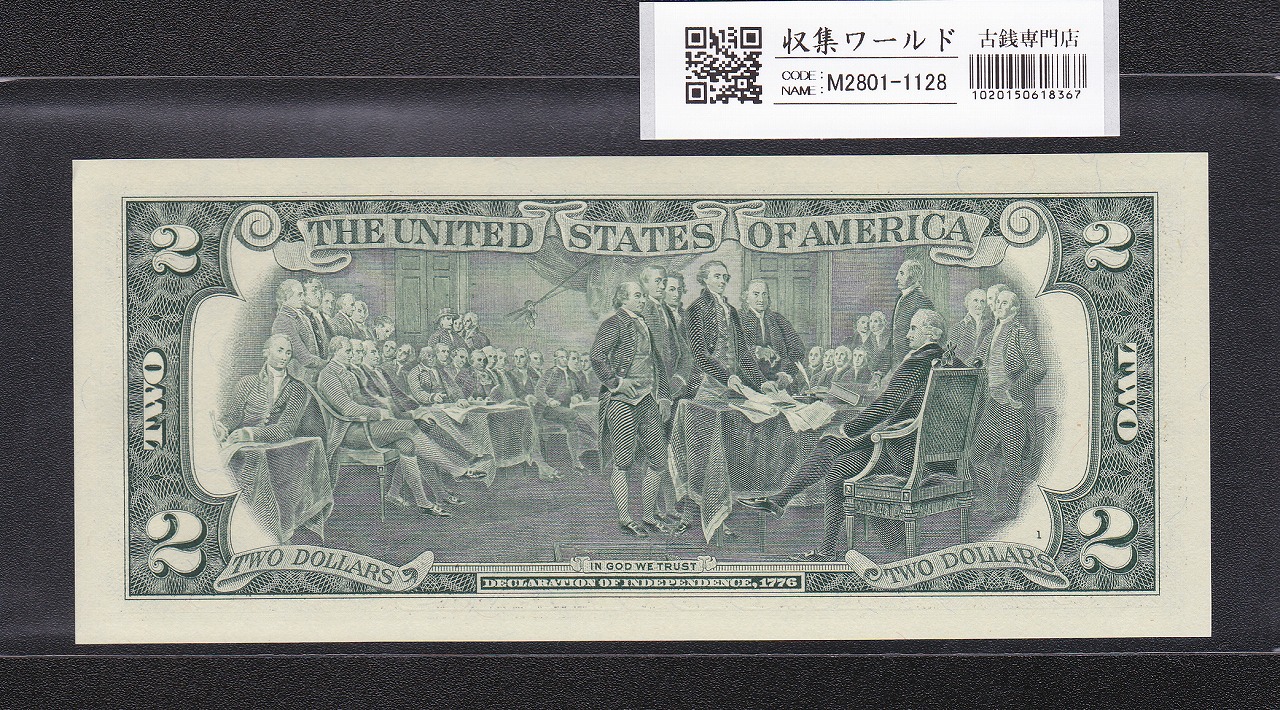 収集ワールド 古銭専門店
CODE:
NAME: M2801-1128
1020150618367
THE UNITED STATES OF AMERICA
2 2
TWO TWO
2 2
1
TWO DOLLARS TWO DOLLARS
IN GOD WE TRUST
DECLARATION OF INDEPENDENCE, 1776